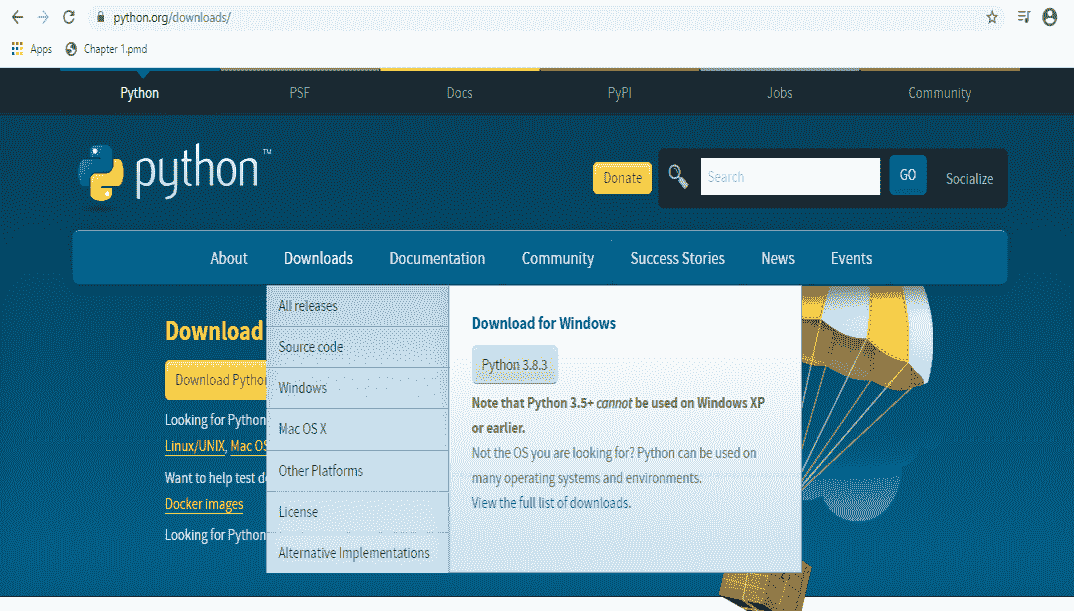 python.org/downloads/
Apps Chapter 1.pmd
Python PSF Docs PyPI Jobs Community
python™
Donate Search GO Socialize
About Downloads Documentation Community Success Stories News Events
Download
Download Python
Looking for Python
Linux/UNIX, Mac OS
Want to help test d
Docker images
Looking for Python
All releases
Source code
Windows
Mac OS X
Other Platforms
License
Alternative Implementations
Download for Windows
Python 3.8.3
Note that Python 3.5+ cannot be used on Windows XP
or earlier.
Not the OS you are looking for? Python can be used on
many operating systems and environments.
View the full list of downloads.